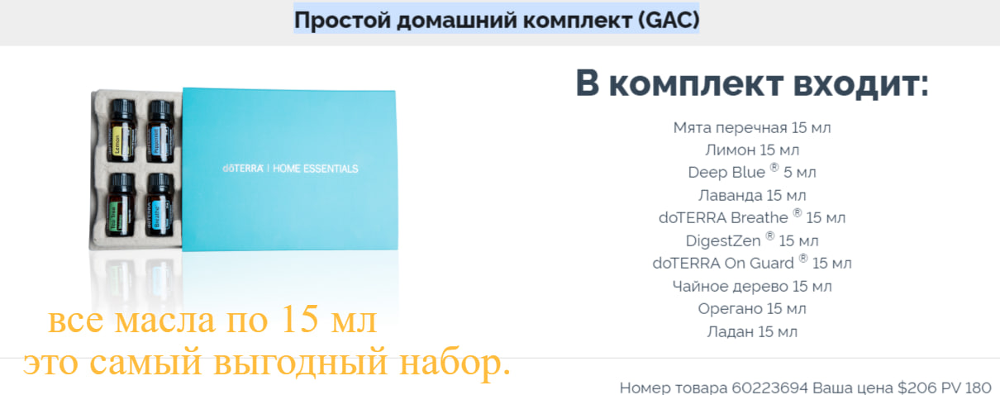 Простой домашний комплект (GAC)
В комплект входит:
Мята перечная 15 мл
Лимон 15 мл
Deep Blue ® 5 мл
Лаванда 15 мл
doTERRA Breathe ® 15 мл
DigestZen ® 15 мл
doTERRA On Guard ® 15 мл
Чайное дерево 15 мл
Орегано 15 мл
Ладан 15 мл
Lemon
Peppermint
Tea Tree
Breathe
dōTERRA | HOME ESSENTIALS
все масла по 15 мл
это самый выгодный набор.
Номер товара 60223694 Ваша цена $206 PV 180